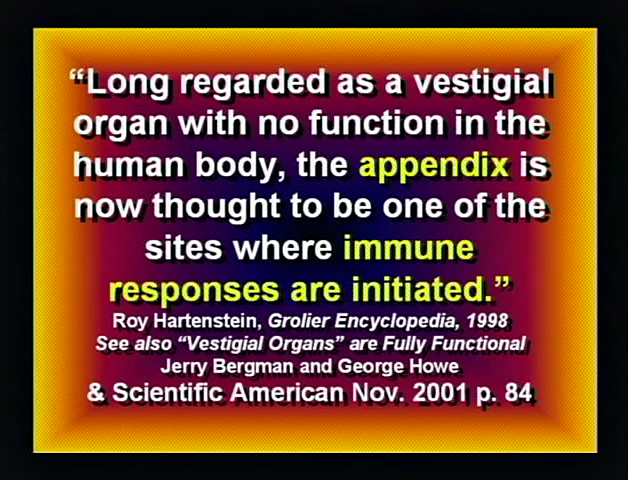 “Long regarded as a vestigial
organ with no function in the
human body, the appendix is
now thought to be one of the
sites where immune
responses are initiated.”
Roy Hartenstein, Grolier Encyclopedia, 1998
See also “Vestigial Organs” are Fully Functional
Jerry Bergman and George Howe
& Scientific American Nov. 2001 p. 84